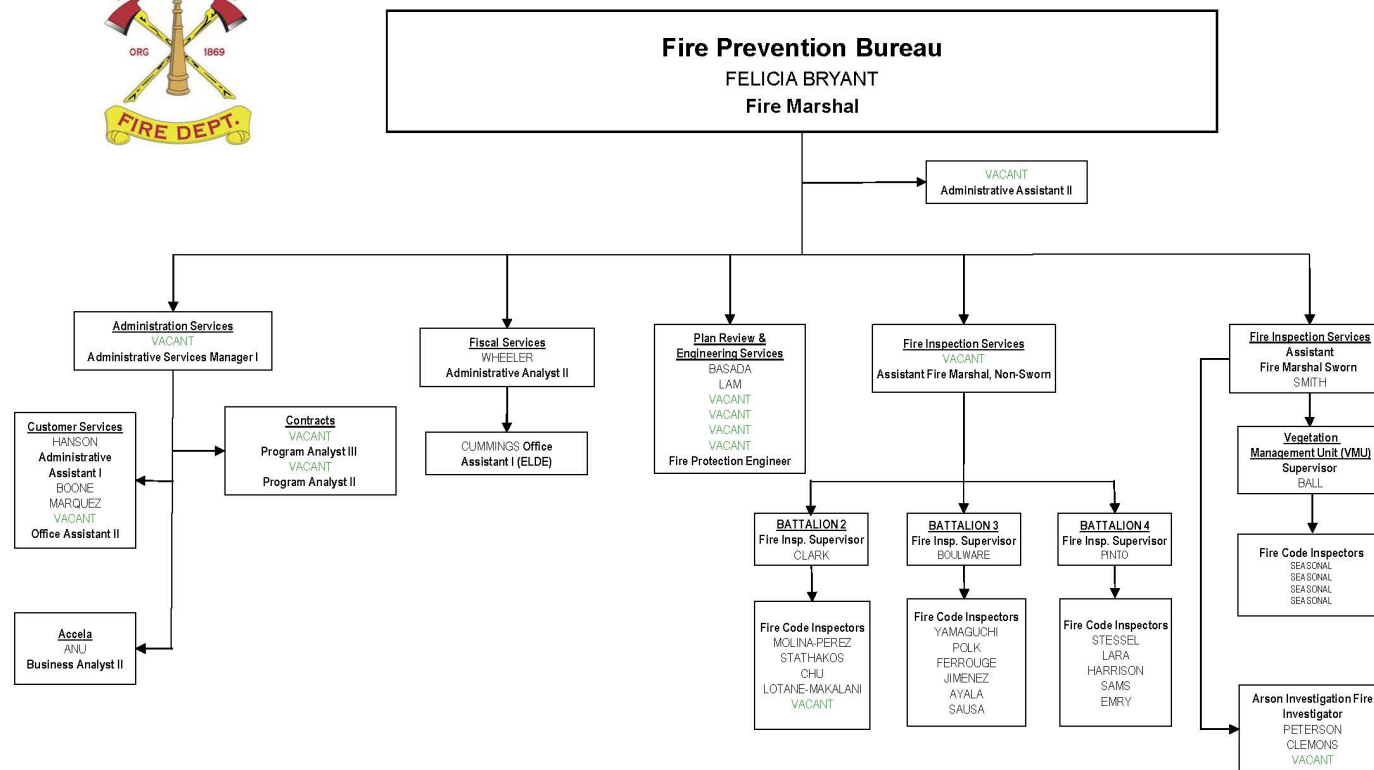 ORG 1869
FIRE DEPT.
Fire Prevention Bureau
FELICIA BRYANT
Fire Marshal
VACANT
Administrative Assistant II
Administration Services
VACANT
Administrative Services Manager I
Fiscal Services
WHEELER
Administrative Analyst II
Plan Review &
Engineering Services
BASADA
LAM
VACANT
VACANT
VACANT
VACANT
Fire Protection Engineer
Fire Inspection Services
VACANT
Assistant Fire Marshal, Non-Sworn
Fire Inspection Services
Assistant
Fire Marshal Sworn
SMITH
Customer Services
HANSON
Administrative
Assistant I
BOONE
MARQUEZ
VACANT
Office Assistant II
Contracts
VACANT
Program Analyst III
VACANT
Program Analyst II
CUMMINGS Office
Assistant I (ELDE)
Vegetation
Management Unit (VMU)
Supervisor
BALL
BATTALION 2
Fire Insp. Supervisor
CLARK
BATTALION 3
Fire Insp. Supervisor
BOULWARE
BATTALION 4
Fire Insp. Supervisor
PINTO
Fire Code Inspectors
SEASONAL
SEASONAL
SEASONAL
SEASONAL
Accela
ANU
Business Analyst II
Fire Code Inspectors
MOLINA-PEREZ
STATHAKOS
CHU
LOTANE-MAKALANI
VACANT
Fire Code Inspectors
YAMAGUCHI
POLK
FERROUGE
JIMENEZ
AYALA
SAUSA
Fire Code Inspectors
STESSEL
LARA
HARRISON
SAMS
EMRY
Arson Investigation Fire
Investigator
PETERSON
CLEMONS
VACANT